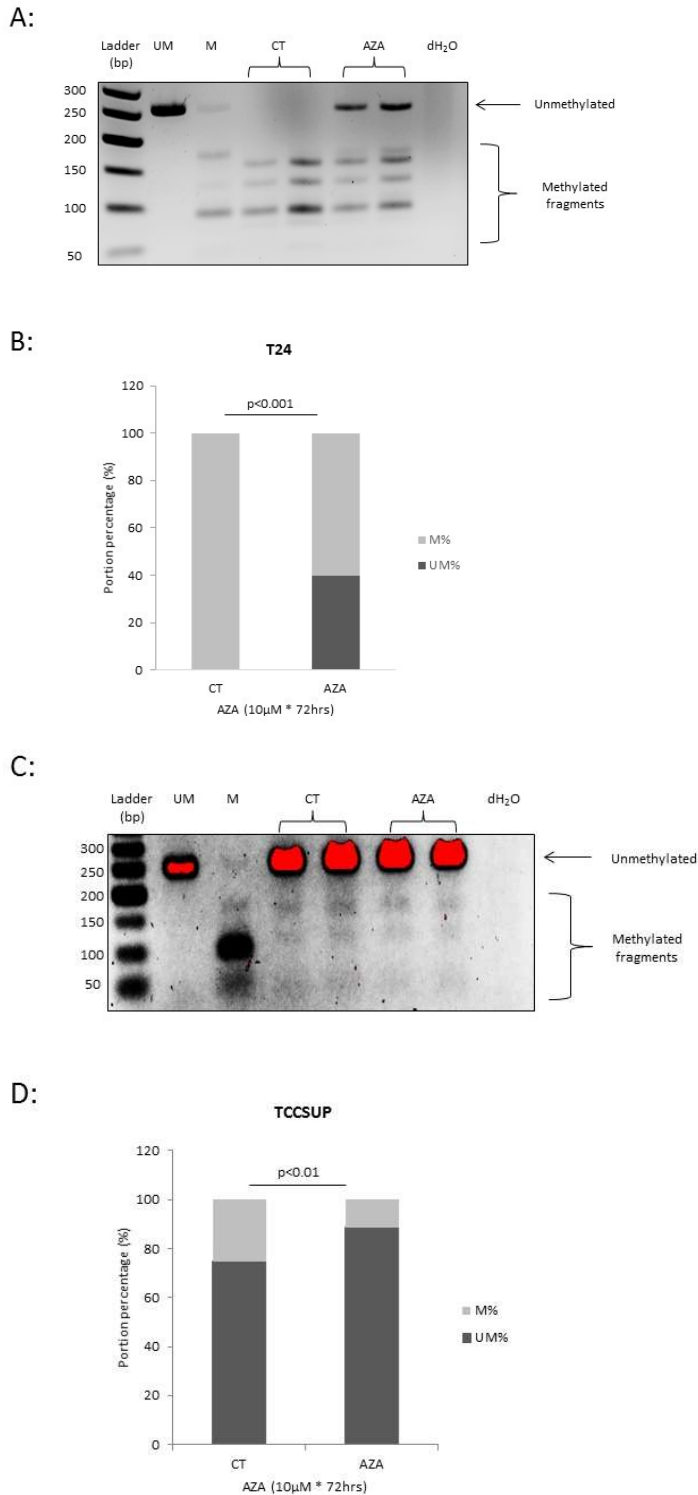 A:
Ladder (bp) UM M CT AZA dH₂O
300
250
200
150
100
50
Unmethylated
Methylated
fragments
B:
T24
120
100
80
60
40
20
0
Portion percentage (%)
p<0.001
M%
UM%
CT AZA
AZA (10µM * 72hrs)
C:
Ladder (bp) UM M CT AZA dH₂O
300
250
200
150
100
50
Unmethylated
Methylated
fragments
D:
TCCSUP
120
100
80
60
40
20
0
Portion percentage (%)
p<0.01
M%
UM%
CT AZA
AZA (10µM * 72hrs)